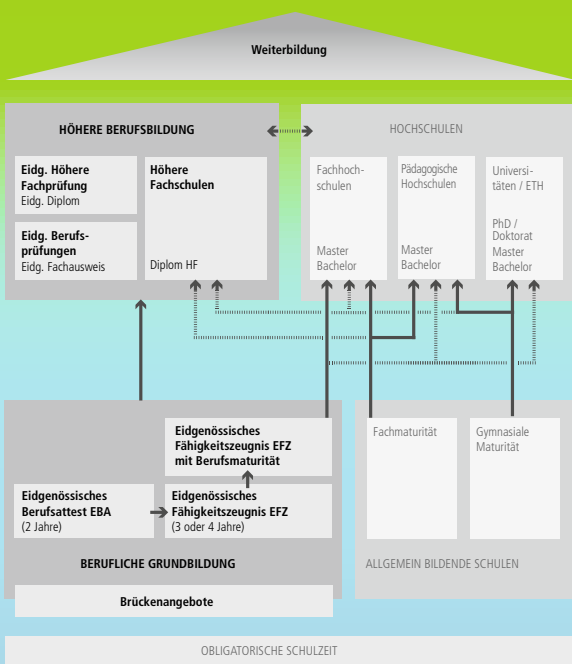 Weiterbildung
HÖHERE BERUFSBILDUNG
Eidg. Höhere
Fachprüfung
Eidg. Diplom
Eidg. Berufs-
prüfungen
Eidg. Fachausweis
Höhere
Fachschulen
Diplom HF
HOCHSCHULEN
Fachhoch-
schulen
Master
Bachelor
Pädagogische
Hochschulen
Master
Bachelor
Universi-
täten / ETH
PhD /
Doktorat
Master
Bachelor
Eidgenössisches
Fähigkeitszeugnis EFZ
mit Berufsmaturität
Eidgenössisches
Berufsattest EBA
(2 Jahre)
Eidgenössisches
Fähigkeitszeugnis EFZ
(3 oder 4 Jahre)
BERUFLICHE GRUNDBILDUNG
Brückenangebote
Fachmaturität
Gymnasiale
Maturität
ALLGEMEIN BILDENDE SCHULEN
OBLIGATORISCHE SCHULZEIT